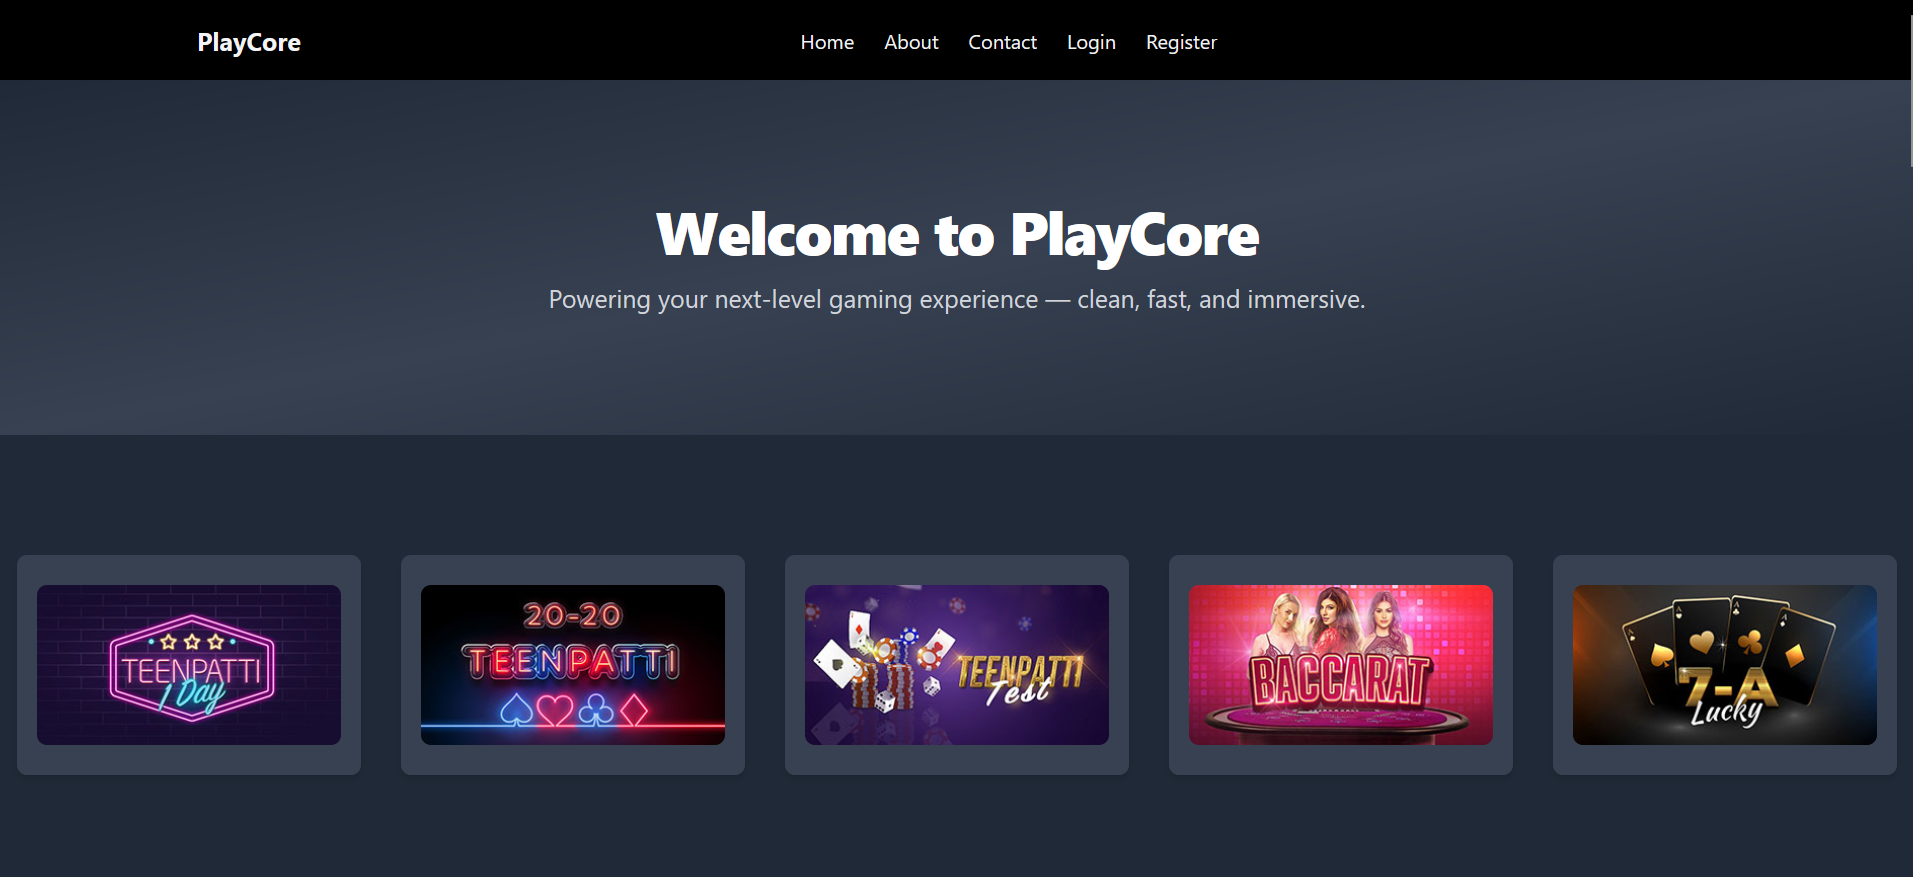 PlayCore
Home About Contact Login Register
Welcome to PlayCore
Powering your next-level gaming experience — clean, fast, and immersive.
TEENPATTI
1 Day
20-20
TEENPATTI
TEENPATTI
Test
BACCARAT
7-A
Lucky